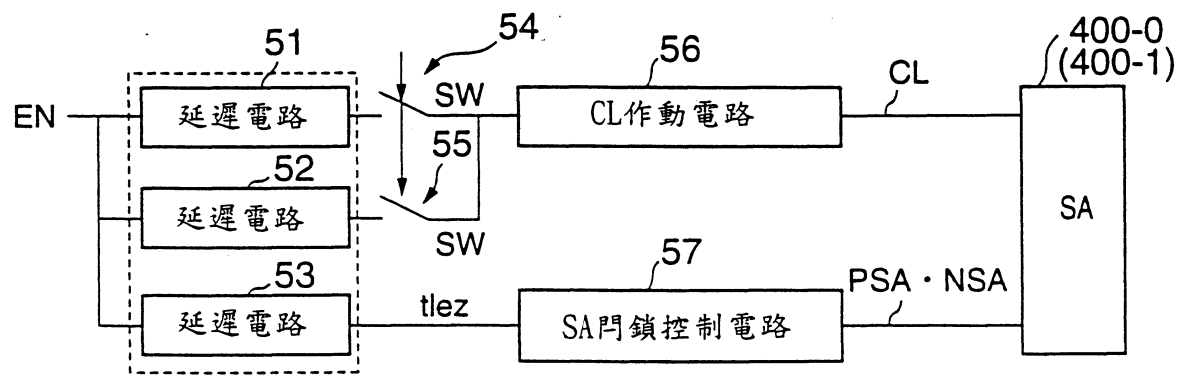 51
54
56
400-0
(400-1)
EN
延遲電路
SW
CL作動電路
CL
52
55
延遲電路
SW
SA
53
57
延遲電路
tlez
SA閂鎖控制電路
PSA・NSA